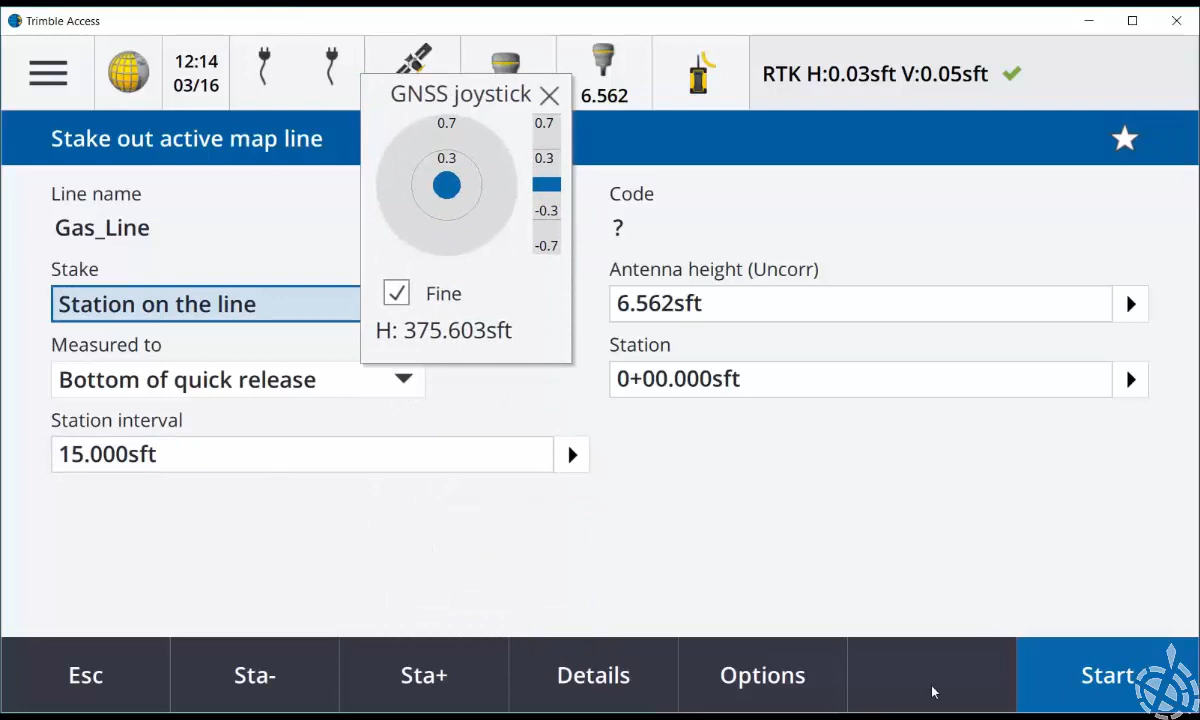 Trimble Access
12:14
03/16
6.562
RTK H:0.03sft V:0.05sft
GNSS joystick
0.7
0.3
0.7
0.3
-0.3
-0.7
Fine
H: 375.603sft
Stake out active map line
Line name
Gas_Line
Code
?
Stake
Station on the line
Antenna height (Uncorr)
6.562sft
Measured to
Bottom of quick release
Station
0+00.000sft
Station interval
15.000sft
Esc
Sta-
Sta+
Details
Options
Start